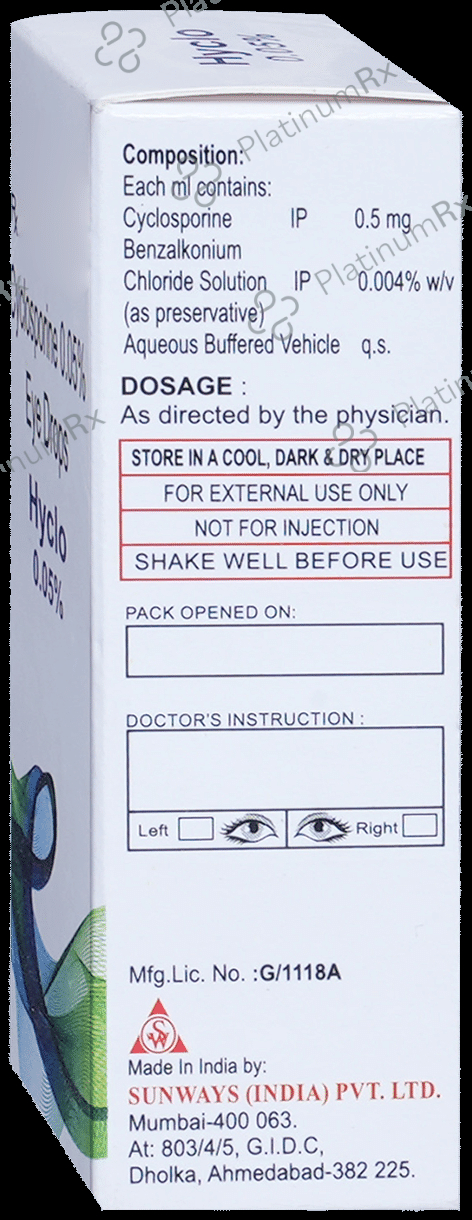 Hyclo
0.05%
PlatinumRx
PlatinumRx
PlatinumRx
Composition:
Each ml contains:
Cyclosporine IP 0.5 mg
Benzalkonium
Chloride Solution IP 0.004% w/v
(as preservative)
Aqueous Buffered Vehicle q.s.
DOSAGE :
As directed by the physician.
STORE IN A COOL, DARK & DRY PLACE
FOR EXTERNAL USE ONLY
NOT FOR INJECTION
SHAKE WELL BEFORE USE
PACK OPENED ON:
DOCTOR'S INSTRUCTION :
Left Right
Mfg.Lic. No. :G/1118A
SW
Made In India by:
SUNWAYS (INDIA) PVT. LTD.
Mumbai-400 063.
At: 803/4/5, G.I.D.C,
Dholka, Ahmedabad-382 225.
Cyclosporine 0.05%
Eye Drops
Hyclo
0.05%